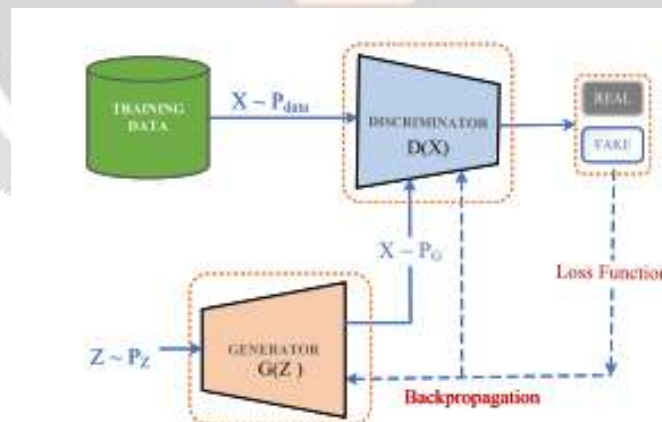 TRAINING
DATA
X ~ Pdata
DISCRIMINATOR
D(X)
REAL
FAKE
X ~ PG
Loss Function
Z ~ PZ
GENERATOR
G(Z )
Backpropagation